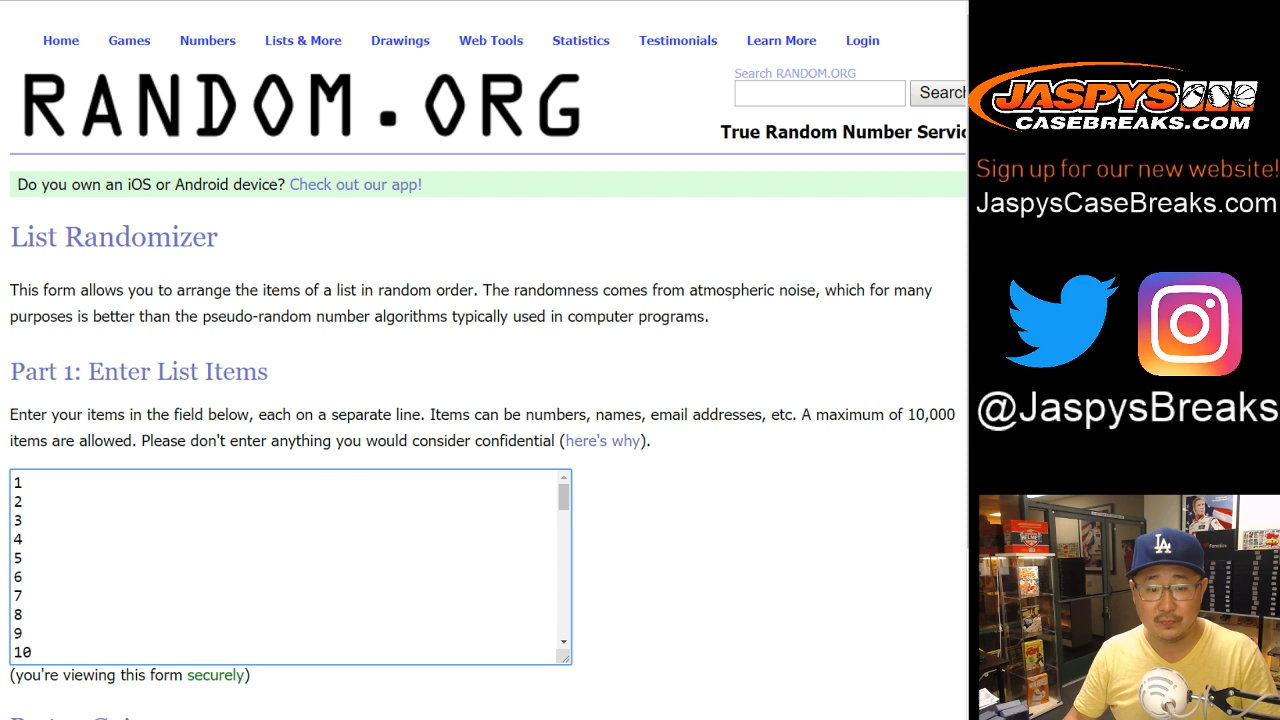 Home Games Numbers Lists & More Drawings Web Tools Statistics Testimonials Learn More Login
RANDOM.ORG
Search RANDOM.ORG
Search
True Random Number Servic
Do you own an iOS or Android device? Check out our app!
List Randomizer
This form allows you to arrange the items of a list in random order. The randomness comes from atmospheric noise, which for many
purposes is better than the pseudo-random number algorithms typically used in computer programs.
Part 1: Enter List Items
Enter your items in the field below, each on a separate line. Items can be numbers, names, email addresses, etc. A maximum of 10,000
items are allowed. Please don't enter anything you would consider confidential (here's why).
1
2
3
4
5
6
7
8
9
10
(you're viewing this form securely)
JASPYS
CASEBREAKS.COM
Sign up for our new website!
JaspysCaseBreaks.com
@JaspysBreaks
LA
Fanatics
HELMET